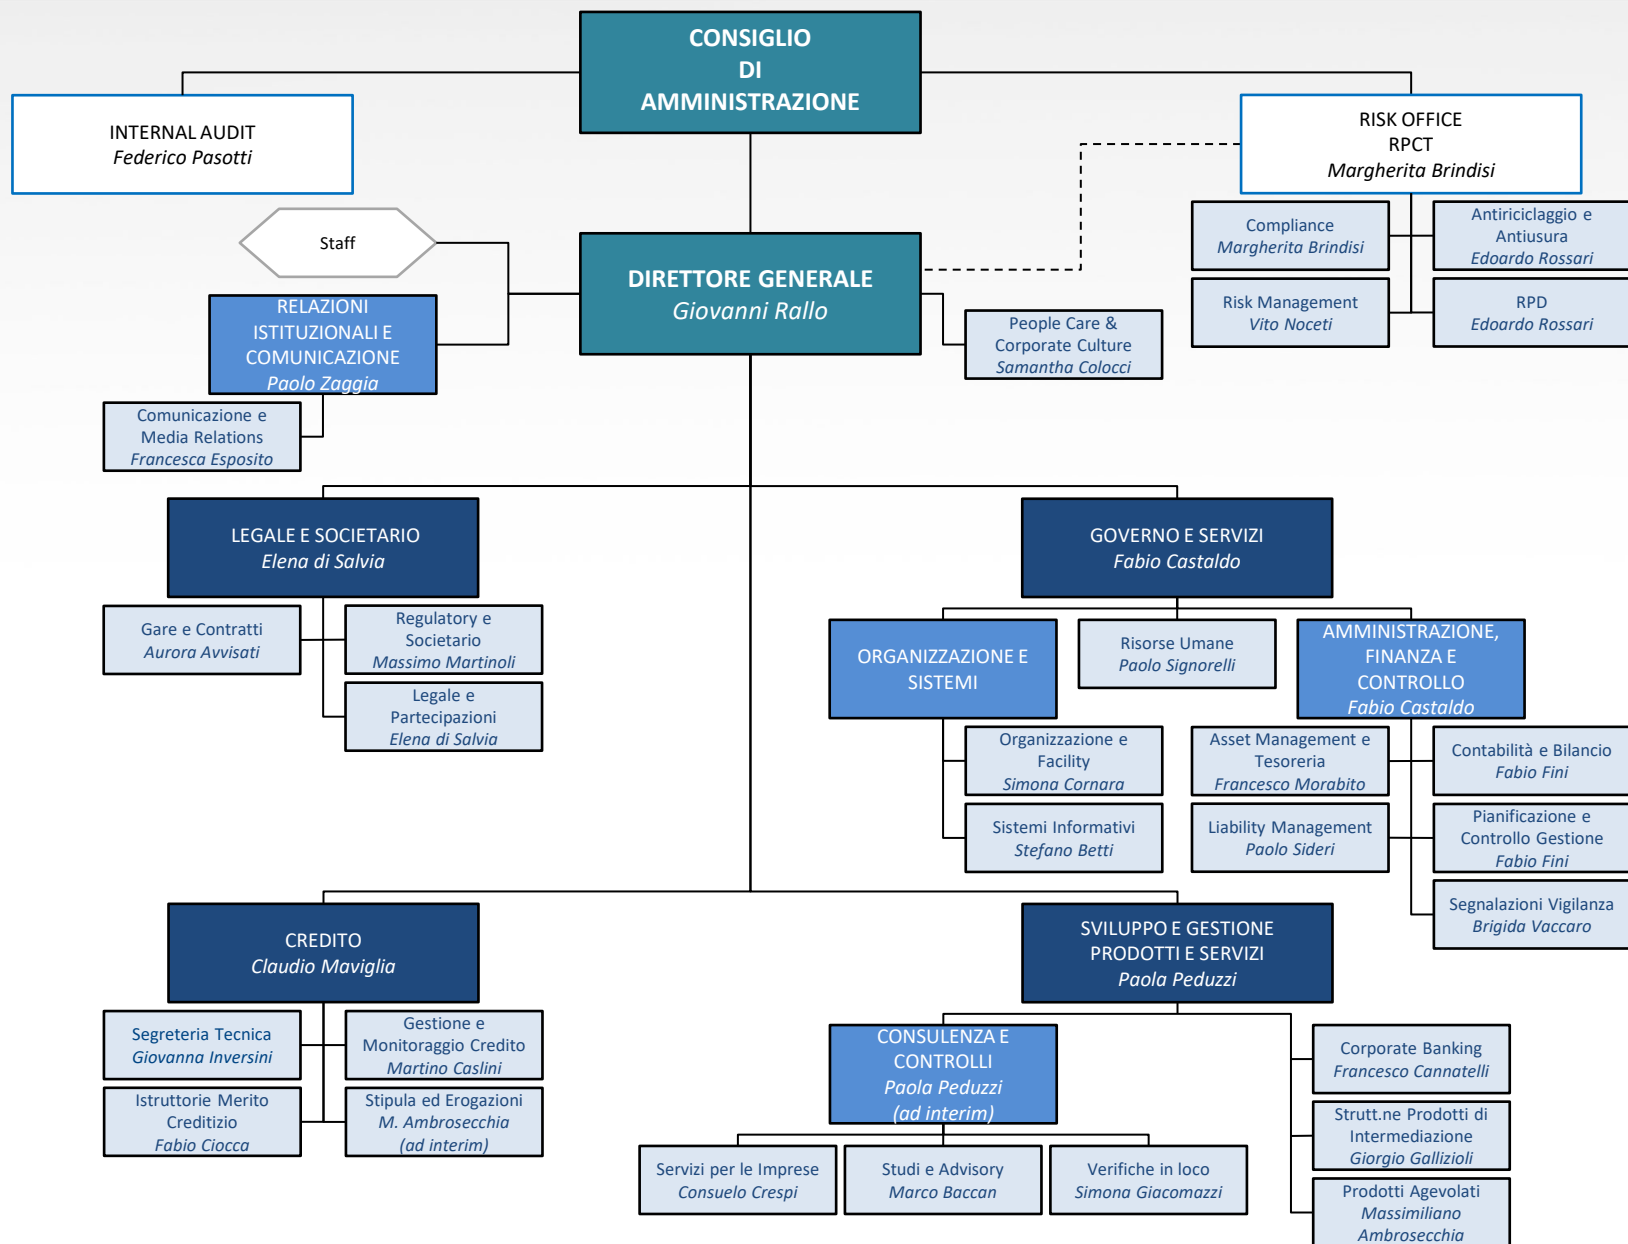 CONSIGLIO
DI
AMMINISTRAZIONE
INTERNAL AUDIT
Federico Pasotti
RISK OFFICE
RPCT
Margherita Brindisi
Compliance
Margherita Brindisi
Antiriciclaggio e
Antiusura
Edoardo Rossari
Risk Management
Vito Noceti
RPD
Edoardo Rossari
Staff
DIRETTORE GENERALE
Giovanni Rallo
RELAZIONI
ISTITUZIONALI E
COMUNICAZIONE
Paolo Zaggia
People Care &
Corporate Culture
Samantha Colocci
Comunicazione e
Media Relations
Francesca Esposito
LEGALE E SOCIETARIO
Elena di Salvia
GOVERNO E SERVIZI
Fabio Castaldo
Gare e Contratti
Aurora Avvisati
Regulatory e
Societario
Massimo Martinoli
Legale e
Partecipazioni
Elena di Salvia
ORGANIZZAZIONE E
SISTEMI
Risorse Umane
Paolo Signorelli
AMMINISTRAZIONE,
FINANZA E
CONTROLLO
Fabio Castaldo
Organizzazione e
Facility
Simona Cornara
Sistemi Informativi
Stefano Betti
Asset Management e
Tesoreria
Francesco Morabito
Contabilità e Bilancio
Fabio Fini
Liability Management
Paolo Sideri
Pianificazione e
Controllo Gestione
Fabio Fini
Segnalazioni Vigilanza
Brigida Vaccaro
CREDITO
Claudio Maviglia
SVILUPPO E GESTIONE
PRODOTTI E SERVIZI
Paola Peduzzi
Segreteria Tecnica
Giovanna Inversini
Gestione e
Monitoraggio Credito
Martino Caslini
Istruttorie Merito
Creditizio
Fabio Ciocca
Stipula ed Erogazioni
M. Ambrosecchia
(ad interim)
CONSULENZA E
CONTROLLI
Paola Peduzzi
(ad interim)
Servizi per le Imprese
Consuelo Crespi
Studi e Advisory
Marco Baccan
Verifiche in loco
Simona Giacomazzi
Corporate Banking
Francesco Cannatelli
Strutt.ne Prodotti di
Intermediazione
Giorgio Gallizioli
Prodotti Agevolati
Massimiliano
Ambrosecchia